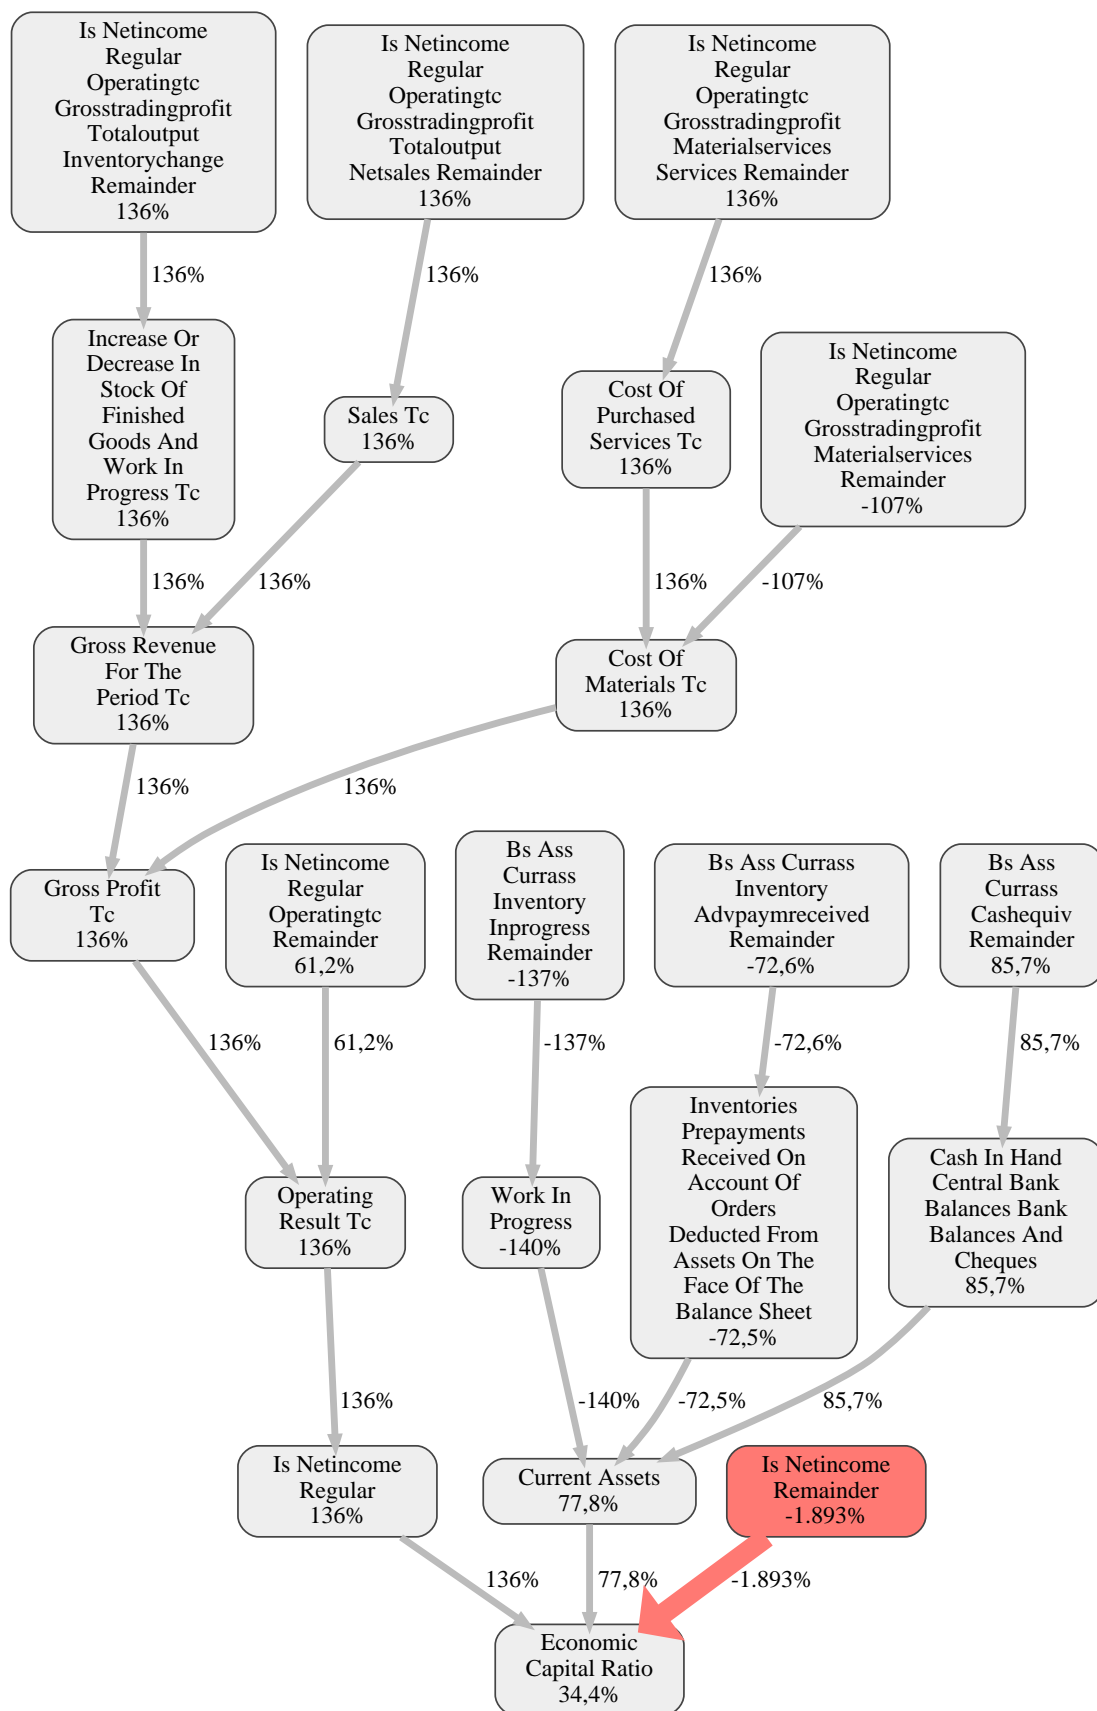 Is Netincome
Regular
Operatingtc
Grosstradingprofit
Totaloutput
Inventorychange
Remainder
136%
Is Netincome
Regular
Operatingtc
Grosstradingprofit
Totaloutput
Netsales Remainder
136%
Is Netincome
Regular
Operatingtc
Grosstradingprofit
Materialservices
Services Remainder
136%
136%
136%
136%
Increase Or
Decrease In
Stock Of
Finished
Goods And
Work In
Progress Tc
136%
Sales Tc
136%
Cost Of
Purchased
Services Tc
136%
Is Netincome
Regular
Operatingtc
Grosstradingprofit
Materialservices
Remainder
-107%
136%
136%
136%
-107%
Gross Revenue
For The
Period Tc
136%
Cost Of
Materials Tc
136%
136%
136%
Gross Profit
Tc
136%
Is Netincome
Regular
Operatingtc
Remainder
61,2%
Bs Ass
Currass
Inventory
Inprogress
Remainder
-137%
Bs Ass Currass
Inventory
Advpaymreceived
Remainder
-72,6%
Bs Ass
Currass
Cashequiv
Remainder
85,7%
136%
61,2%
-137%
-72,6%
85,7%
Operating
Result Tc
136%
Work In
Progress
-140%
Inventories
Prepayments
Received On
Account Of
Orders
Deducted From
Assets On The
Face Of The
Balance Sheet
-72,5%
Cash In Hand
Central Bank
Balances Bank
Balances And
Cheques
85,7%
136%
-140%
-72,5%
85,7%
Is Netincome
Regular
136%
Current Assets
77,8%
Is Netincome
Remainder
-1.893%
136%
77,8%
-1.893%
Economic
Capital Ratio
34,4%